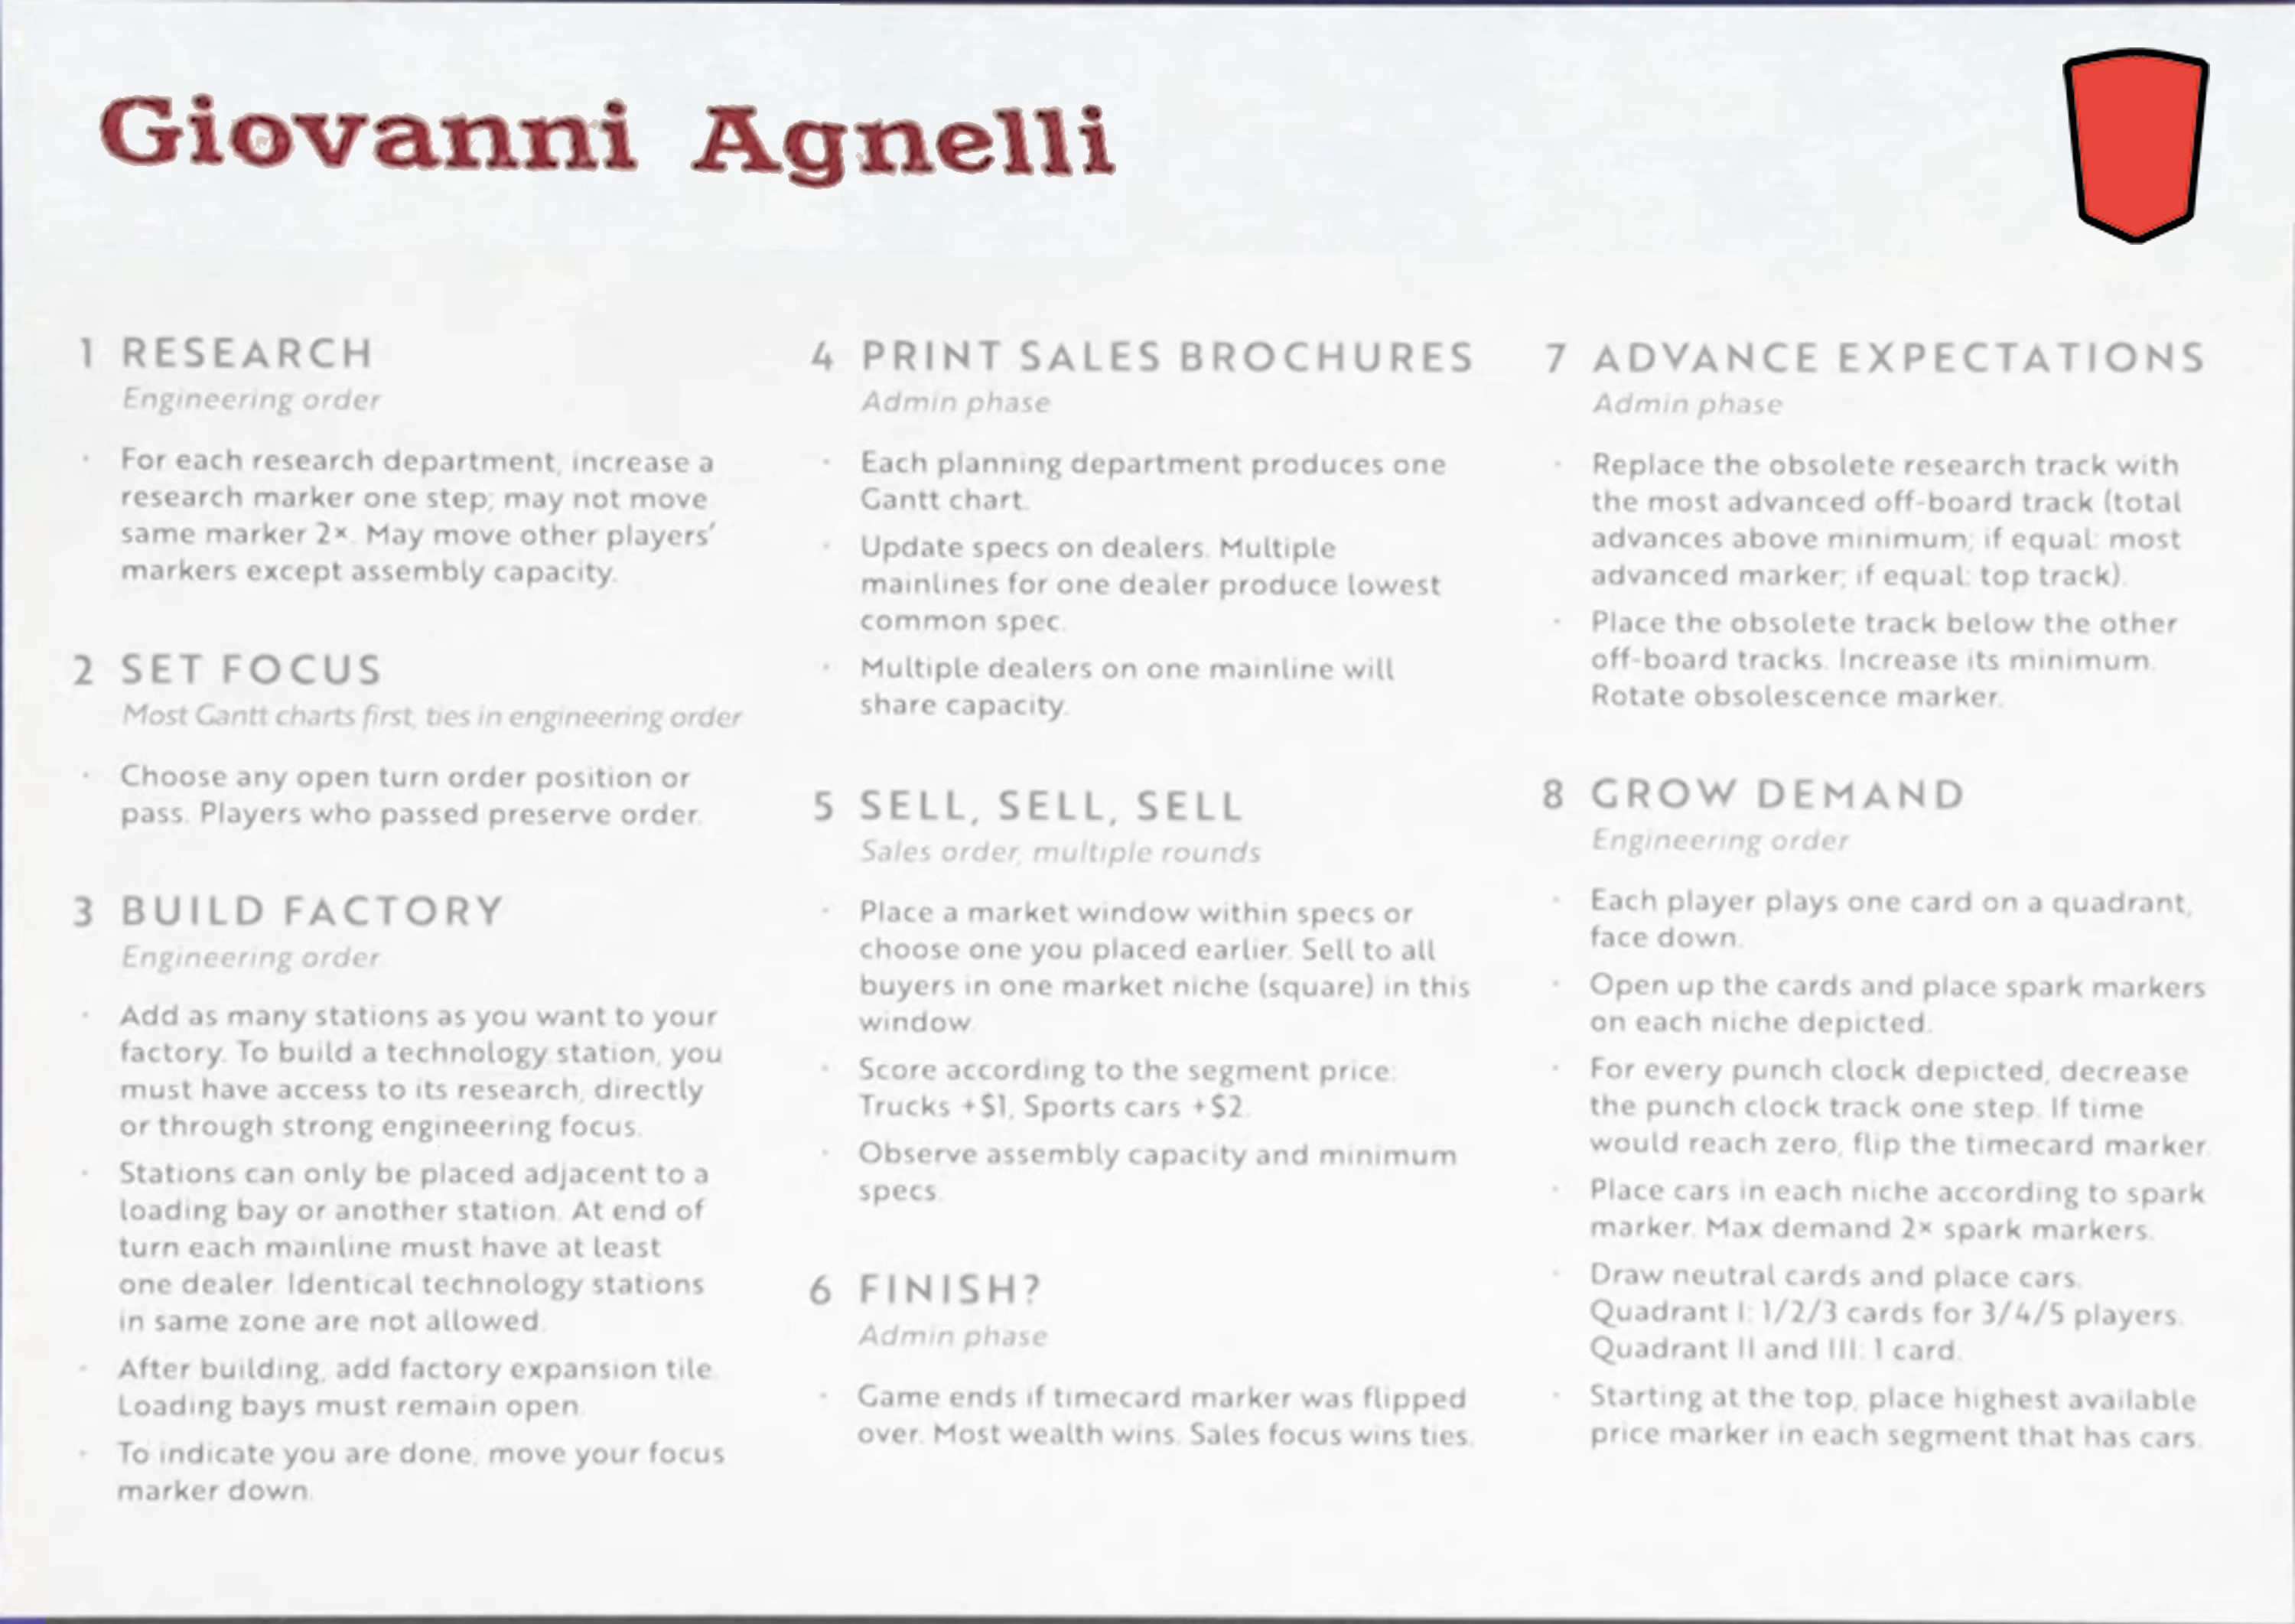 Giovanni Agnelli
1 RESEARCH
Engineering order
· For each research department, increase a
research marker one step; may not move
same marker 2×. May move other players'
markers except assembly capacity.
2 SET FOCUS
Most Gantt charts first, ties in engineering order
· Choose any open turn order position or
pass. Players who passed preserve order.
3 BUILD FACTORY
Engineering order
· Add as many stations as you want to your
factory. To build a technology station, you
must have access to its research, directly
or through strong engineering focus.
· Stations can only be placed adjacent to a
loading bay or another station. At end of
turn each mainline must have at least
one dealer. Identical technology stations
in same zone are not allowed.
· After building, add factory expansion tile.
Loading bays must remain open.
· To indicate you are done, move your focus
marker down.
4 PRINT SALES BROCHURES
Admin phase
· Each planning department produces one
Gantt chart.
· Update specs on dealers. Multiple
mainlines for one dealer produce lowest
common spec.
· Multiple dealers on one mainline will
share capacity.
5 SELL, SELL, SELL
Sales order, multiple rounds
· Place a market window within specs or
choose one you placed earlier. Sell to all
buyers in one market niche (square) in this
window.
· Score according to the segment price:
Trucks +$1, Sports cars +$2.
· Observe assembly capacity and minimum
specs.
6 FINISH?
Admin phase
· Game ends if timecard marker was flipped
over. Most wealth wins. Sales focus wins ties.
7 ADVANCE EXPECTATIONS
Admin phase
· Replace the obsolete research track with
the most advanced off-board track (total
advances above minimum; if equal: most
advanced marker; if equal: top track).
· Place the obsolete track below the other
off-board tracks. Increase its minimum.
Rotate obsolescence marker.
8 GROW DEMAND
Engineering order
· Each player plays one card on a quadrant,
face down.
· Open up the cards and place spark markers
on each niche depicted.
· For every punch clock depicted, decrease
the punch clock track one step. If time
would reach zero, flip the timecard marker.
· Place cars in each niche according to spark
marker. Max demand 2× spark markers.
· Draw neutral cards and place cars.
Quadrant I: 1/2/3 cards for 3/4/5 players.
Quadrant II and III: 1 card.
· Starting at the top, place highest available
price marker in each segment that has cars.